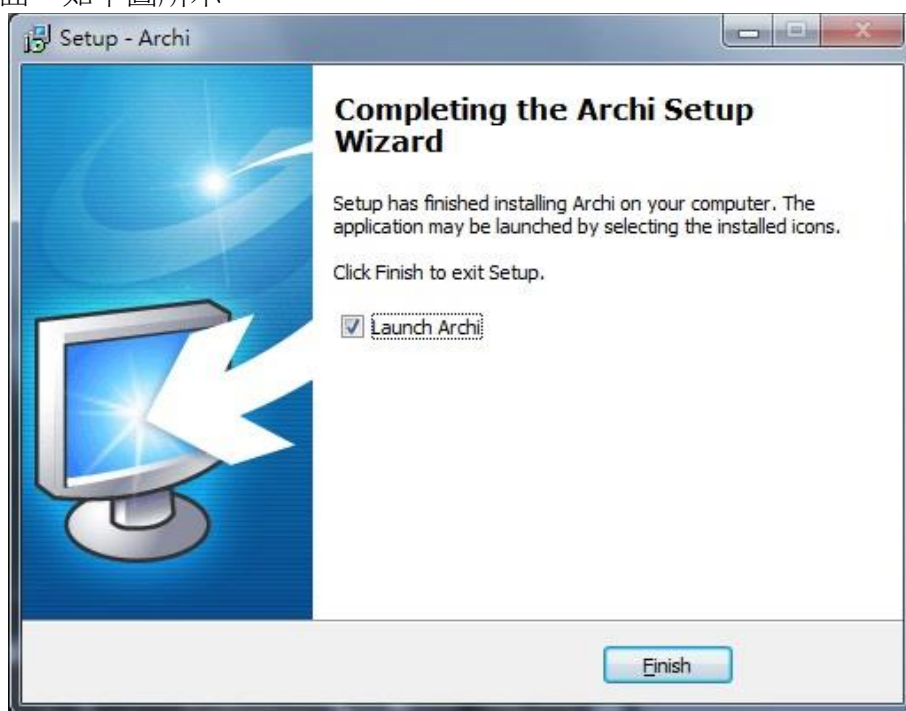 Setup - Archi
Completing the Archi Setup
Wizard
Setup has finished installing Archi on your computer. The
application may be launched by selecting the installed icons.
Click Finish to exit Setup.
Launch Archi
Finish